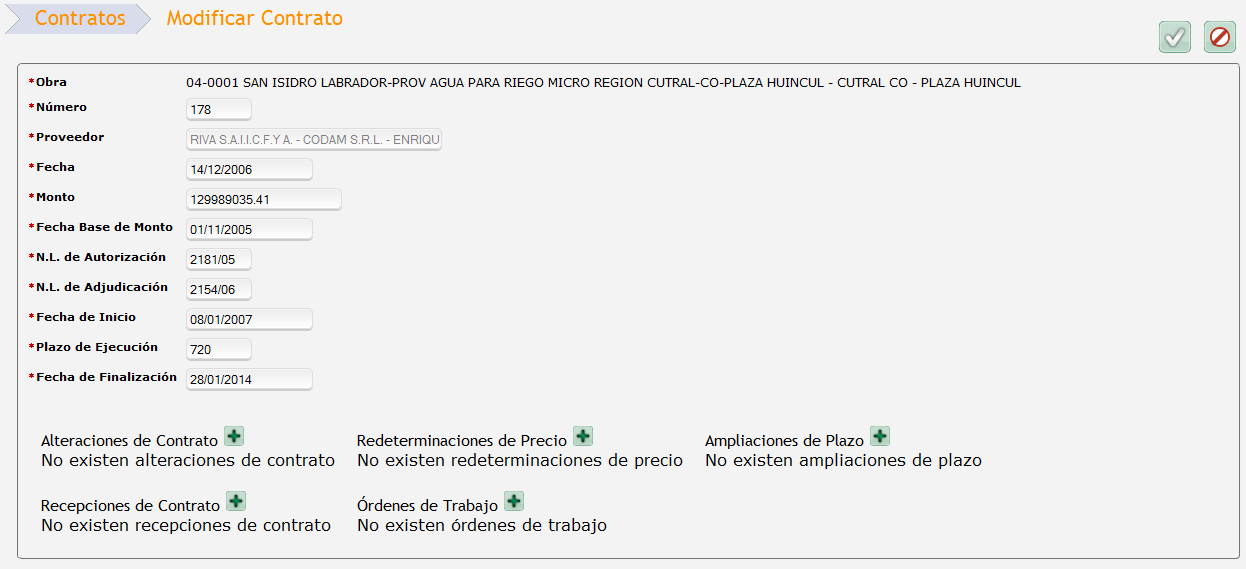 Contratos Modificar Contrato
*Obra 04-0001 SAN ISIDRO LABRADOR-PROV AGUA PARA RIEGO MICRO REGION CUTRAL-CO-PLAZA HUINCUL - CUTRAL CO - PLAZA HUINCUL
*Número 178
*Proveedor RIVA S.A.I.I.C.F.Y A. - CODAM S.R.L. - ENRIQU
*Fecha 14/12/2006
*Monto 129989035.41
*Fecha Base de Monto 01/11/2005
*N.L. de Autorización 2181/05
*N.L. de Adjudicación 2154/06
*Fecha de Inicio 08/01/2007
*Plazo de Ejecución 720
*Fecha de Finalización 28/01/2014
Alteraciones de Contrato Redeterminaciones de Precio Ampliaciones de Plazo
No existen alteraciones de contrato No existen redeterminaciones de precio No existen ampliaciones de plazo
Recepciones de Contrato Órdenes de Trabajo
No existen recepciones de contrato No existen órdenes de trabajo